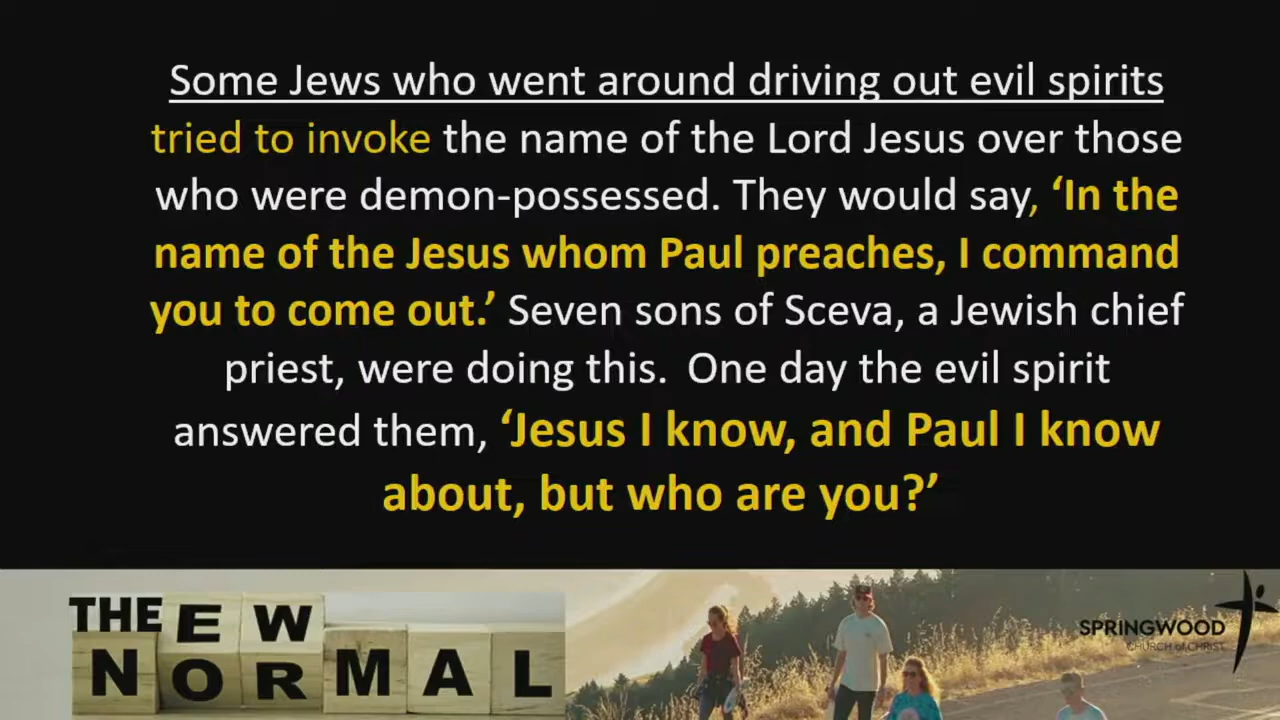 Some Jews who went around driving out evil spirits
tried to invoke the name of the Lord Jesus over those
who were demon-possessed. They would say, ‘In the
name of the Jesus whom Paul preaches, I command
you to come out.’ Seven sons of Sceva, a Jewish chief
priest, were doing this. One day the evil spirit
answered them, ‘Jesus I know, and Paul I know
about, but who are you?’
THE EW
NORMAL
SPRINGWOOD
CHURCH of CHRIST